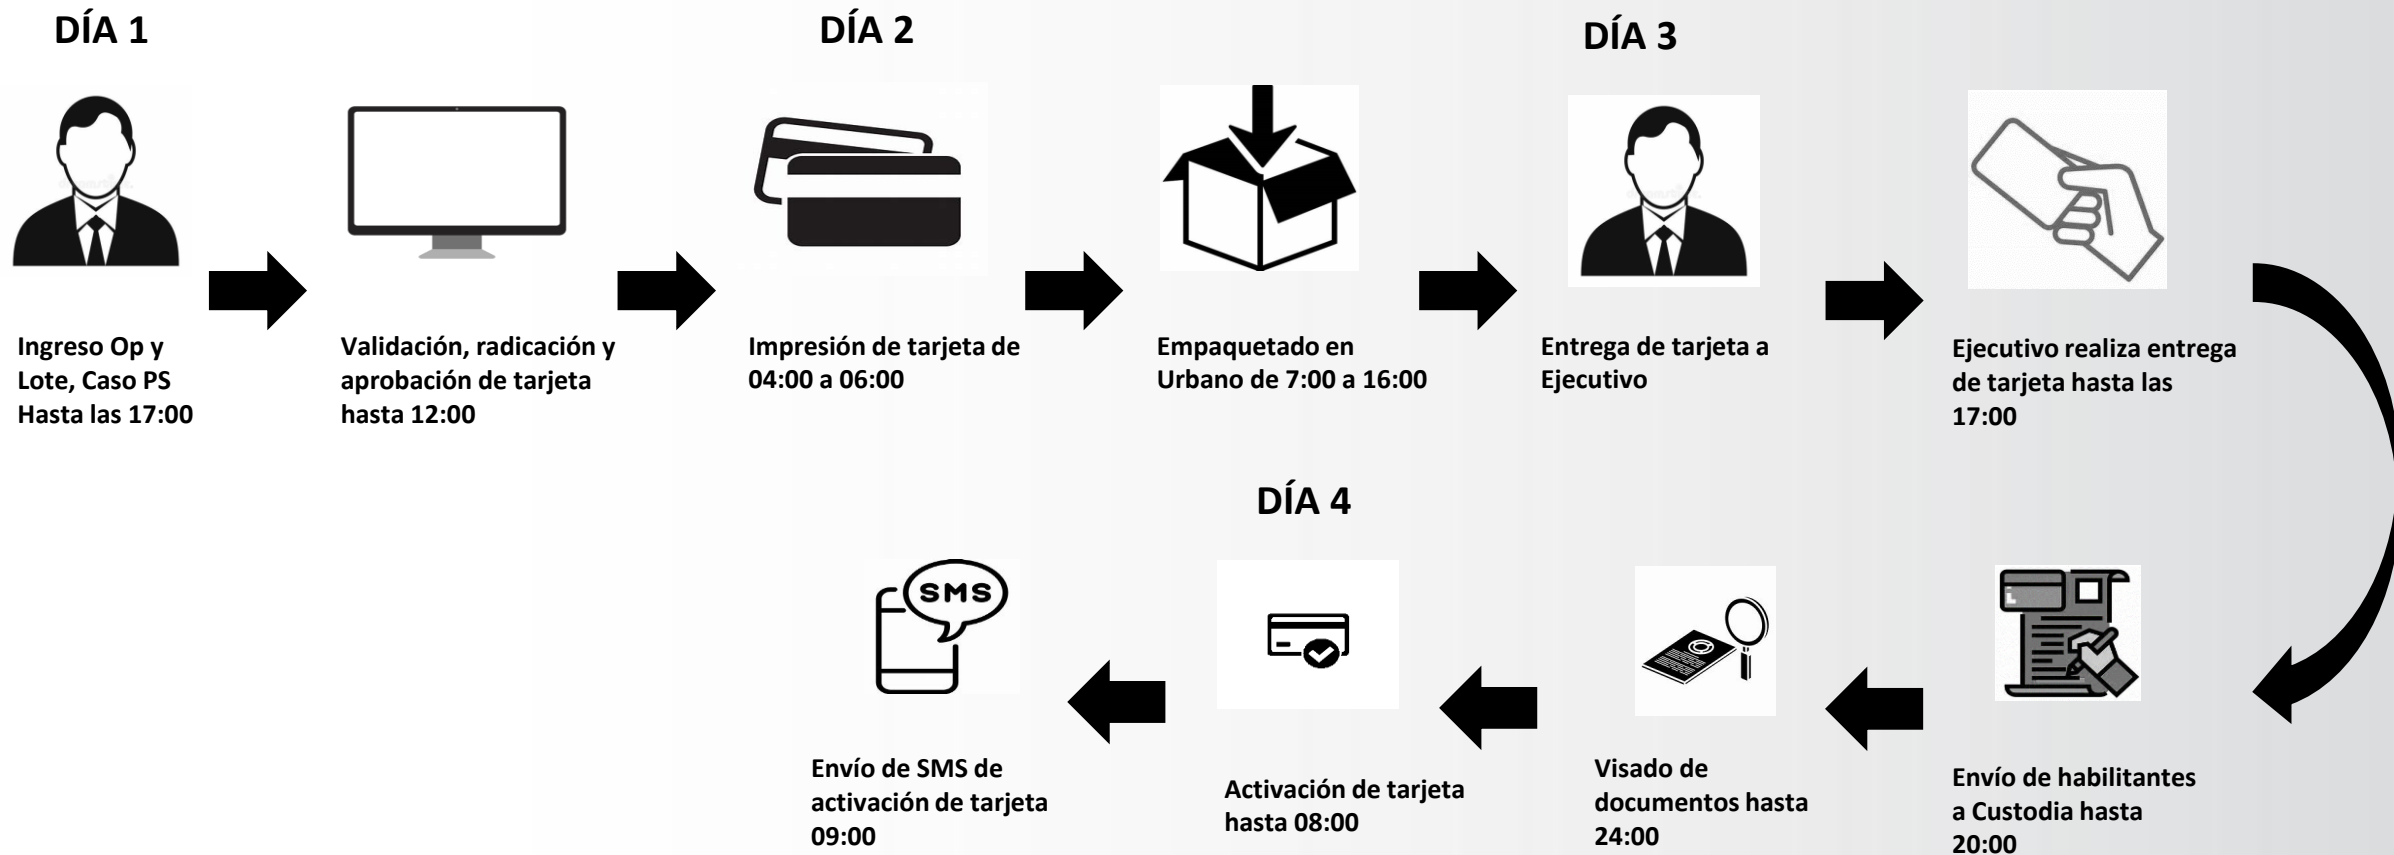 DÍA 1
DÍA 2
DÍA 3
Ingreso Op y
Lote, Caso PS
Hasta las 17:00
Validación, radicación y
aprobación de tarjeta
hasta 12:00
Impresión de tarjeta de
04:00 a 06:00
Empaquetado en
Urbano de 7:00 a 16:00
Entrega de tarjeta a
Ejecutivo
Ejecutivo realiza entrega
de tarjeta hasta las
17:00
DÍA 4
SMS
Envío de SMS de
activación de tarjeta
09:00
Activación de tarjeta
hasta 08:00
Visado de
documentos hasta
24:00
Envío de habilitantes
a Custodia hasta
20:00